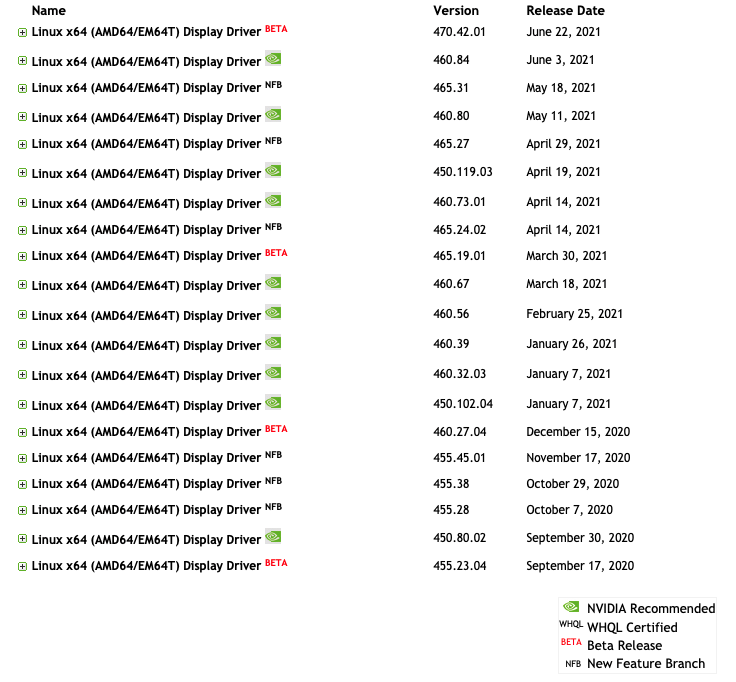 Name Version Release Date
Linux x64 (AMD64/EM64T) Display Driver BETA 470.42.01 June 22, 2021
Linux x64 (AMD64/EM64T) Display Driver 460.84 June 3, 2021
Linux x64 (AMD64/EM64T) Display Driver NFB 465.31 May 18, 2021
Linux x64 (AMD64/EM64T) Display Driver 460.80 May 11, 2021
Linux x64 (AMD64/EM64T) Display Driver NFB 465.27 April 29, 2021
Linux x64 (AMD64/EM64T) Display Driver 450.119.03 April 19, 2021
Linux x64 (AMD64/EM64T) Display Driver 460.73.01 April 14, 2021
Linux x64 (AMD64/EM64T) Display Driver NFB 465.24.02 April 14, 2021
Linux x64 (AMD64/EM64T) Display Driver BETA 465.19.01 March 30, 2021
Linux x64 (AMD64/EM64T) Display Driver 460.67 March 18, 2021
Linux x64 (AMD64/EM64T) Display Driver 460.56 February 25, 2021
Linux x64 (AMD64/EM64T) Display Driver 460.39 January 26, 2021
Linux x64 (AMD64/EM64T) Display Driver 460.32.03 January 7, 2021
Linux x64 (AMD64/EM64T) Display Driver 450.102.04 January 7, 2021
Linux x64 (AMD64/EM64T) Display Driver BETA 460.27.04 December 15, 2020
Linux x64 (AMD64/EM64T) Display Driver NFB 455.45.01 November 17, 2020
Linux x64 (AMD64/EM64T) Display Driver NFB 455.38 October 29, 2020
Linux x64 (AMD64/EM64T) Display Driver NFB 455.28 October 7, 2020
Linux x64 (AMD64/EM64T) Display Driver 450.80.02 September 30, 2020
Linux x64 (AMD64/EM64T) Display Driver BETA 455.23.04 September 17, 2020
NVIDIA Recommended
WHQL WHQL Certified
BETA Beta Release
NFB New Feature Branch